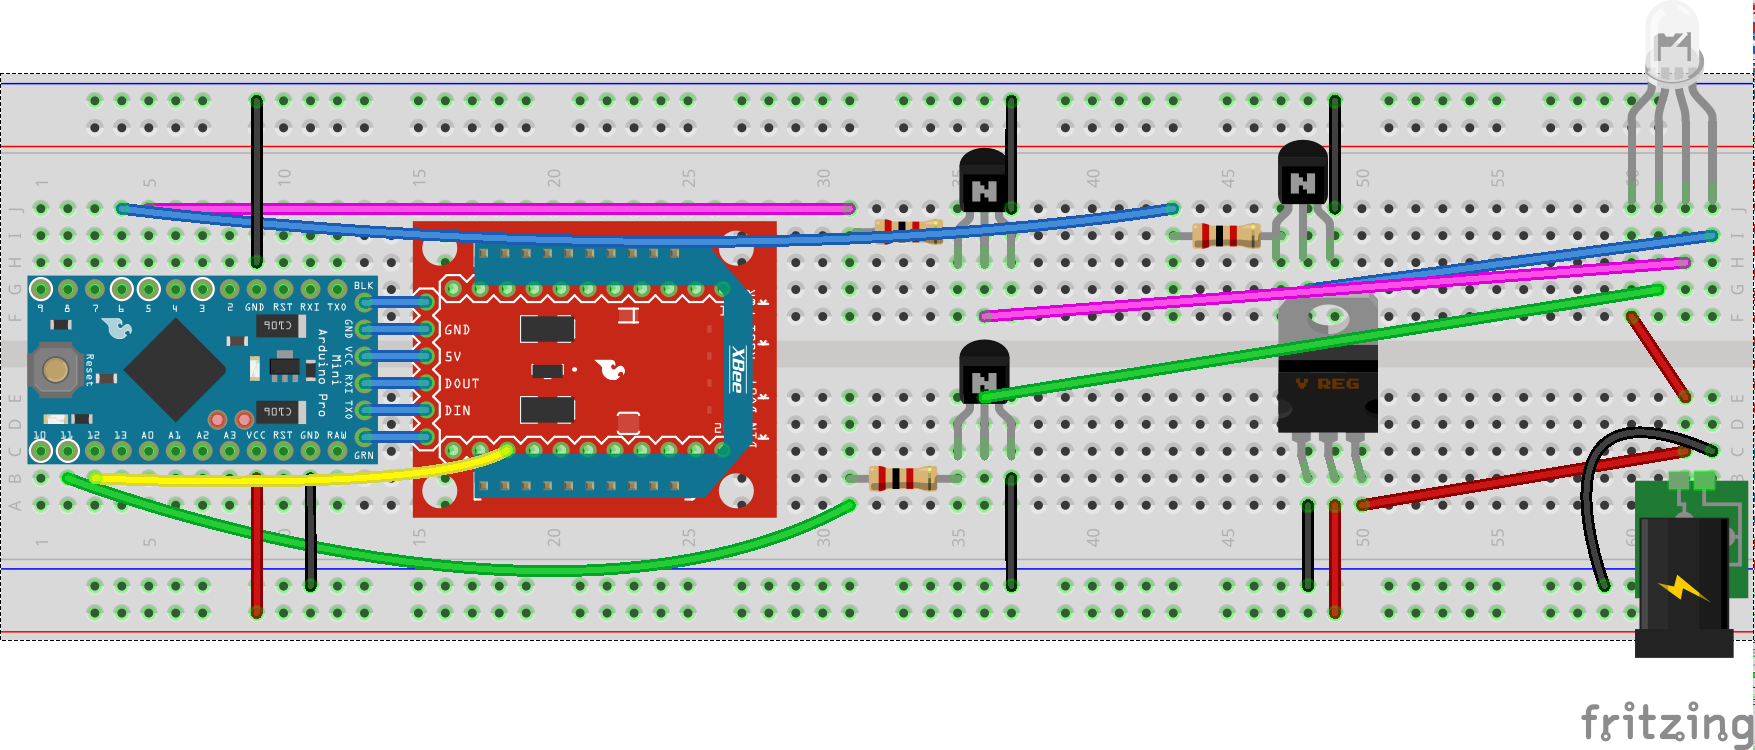 1 5 10 15 20 25 30 35 40 45 50 55 60
J
I
H
G
F
E
D
C
B
A
9 8 7 6 5 4 3 2 GND RST RXI TXO
BLK
GND
VCC
RXI
TXO
GRN
Reset
Arduino Pro
Mini
10 11 12 13 A0 A1 A2 A3 VCC RST GND RAW
GND
5V
DOUT
DIN
XBee
N
N
N
V REG
1 5 10 15 20 25 30 35 40 45 50 55 60
fritzing